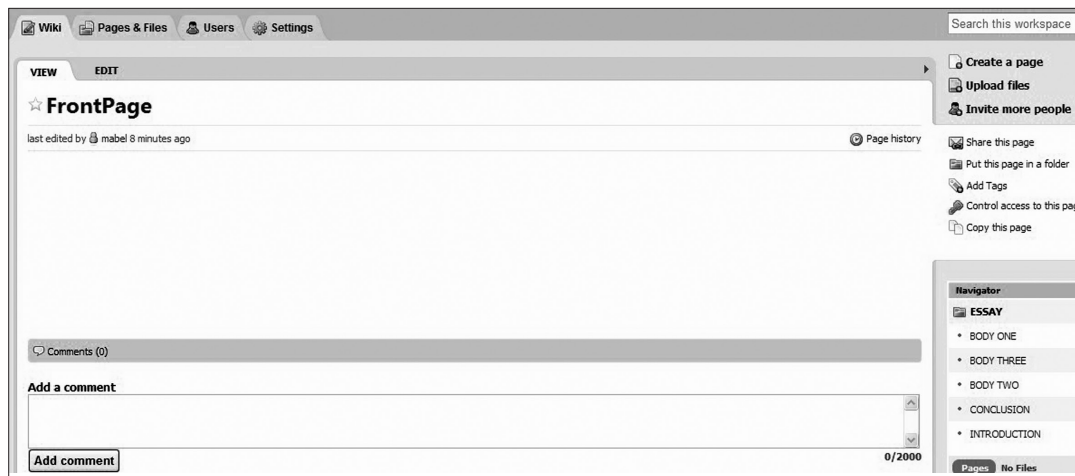 Wiki Pages & Files Users Settings
Search this workspace
VIEW EDIT
FrontPage
last edited by mabel 8 minutes ago Page history
Comments (0)
Add a comment
Add comment 0/2000
Create a page
Upload files
Invite more people
Share this page
Put this page in a folder
Add Tags
Control access to this pag
Copy this page
Navigator
ESSAY
BODY ONE
BODY THREE
BODY TWO
CONCLUSION
INTRODUCTION
Pages No Files